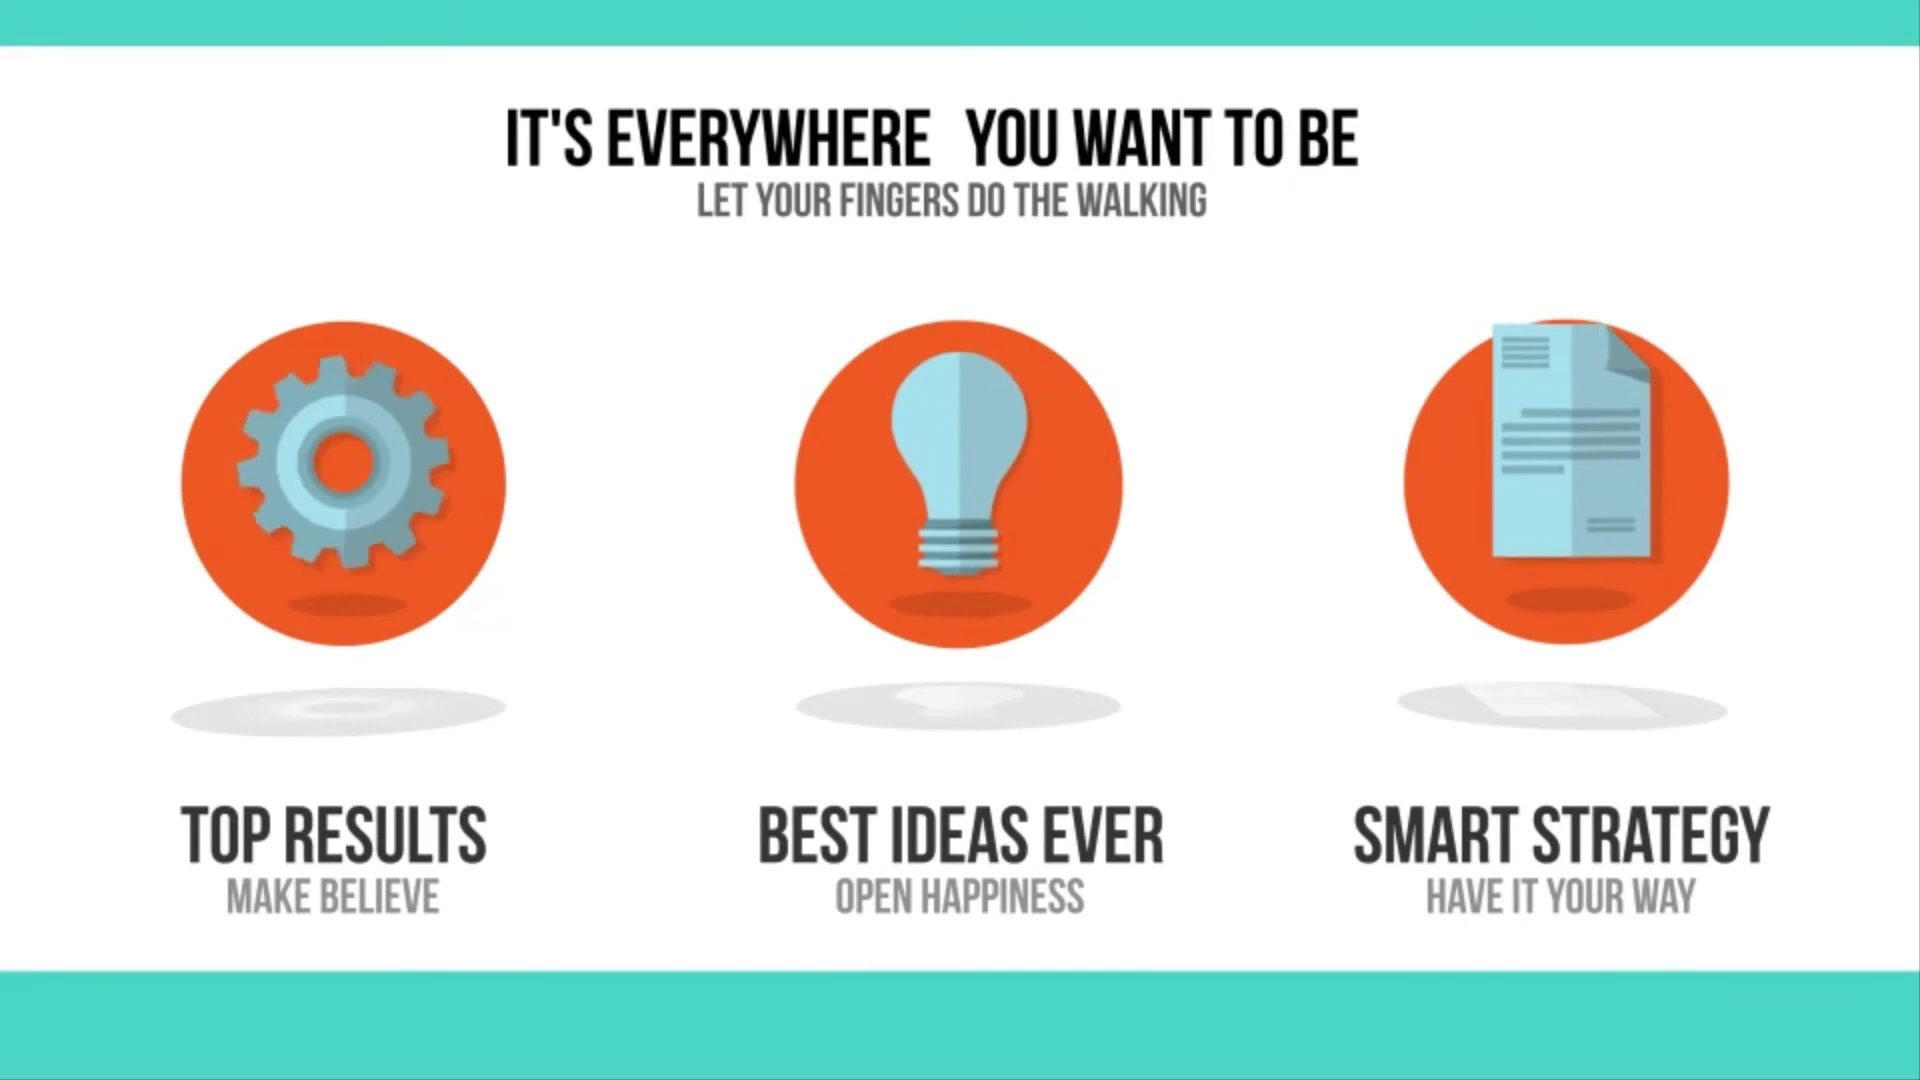 IT'S EVERYWHERE YOU WANT TO BE
LET YOUR FINGERS DO THE WALKING
TOP RESULTS
MAKE BELIEVE
BEST IDEAS EVER
OPEN HAPPINESS
SMART STRATEGY
HAVE IT YOUR WAY